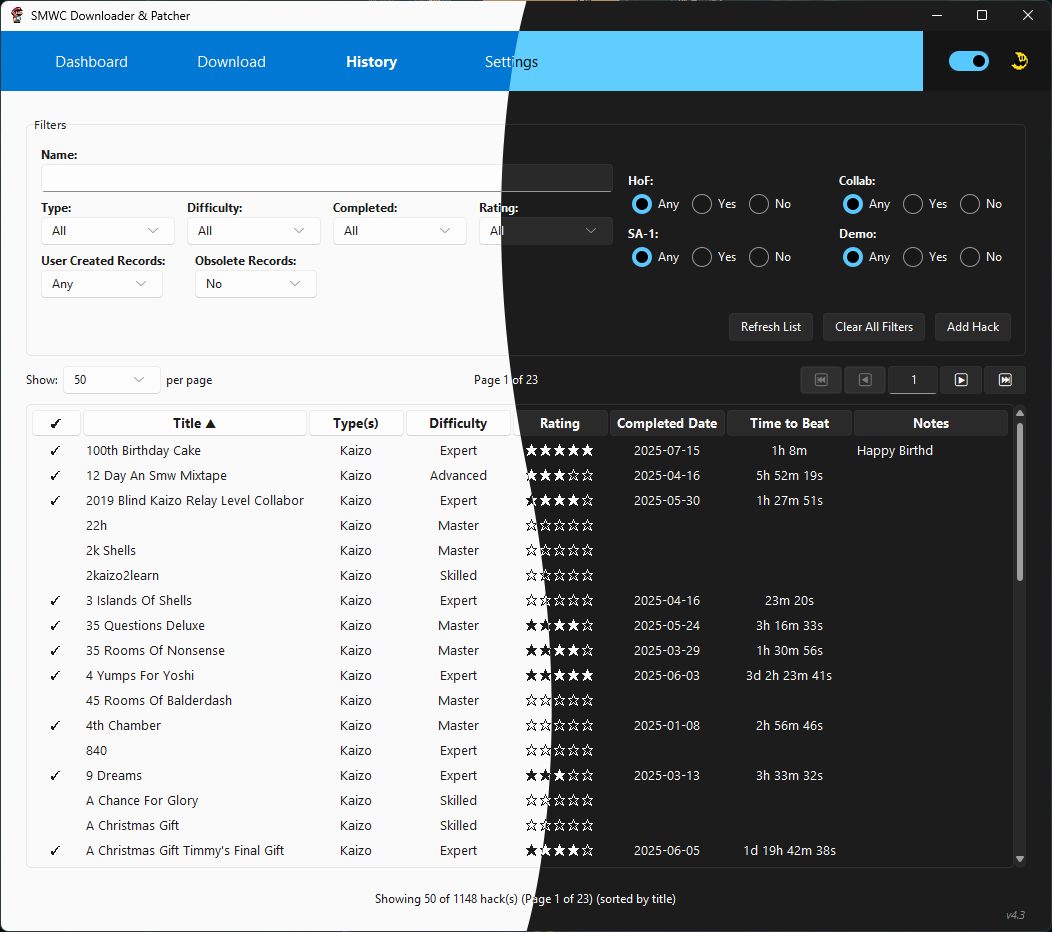 SMWC Downloader & Patcher
Dashboard Download History Settings
Filters
Name:
HoF: Collab:
Any Yes No Any Yes No
Type: Difficulty: Completed: Rating:
All All All All
SA-1: Demo:
Any Yes No Any Yes No
User Created Records: Obsolete Records:
Any No
Refresh List Clear All Filters Add Hack
Show: 50 per page Page 1 of 23 1
✓ Title ▲ Type(s) Difficulty Rating Completed Date Time to Beat Notes
✓ 100th Birthday Cake Kaizo Expert ★★★★★ 2025-07-15 1h 8m Happy Birthd
✓ 12 Day An Smw Mixtape Kaizo Advanced ★★★☆☆ 2025-04-16 5h 52m 19s
✓ 2019 Blind Kaizo Relay Level Collabor Kaizo Expert ★★★★☆ 2025-05-30 1h 27m 51s
22h Kaizo Master ☆☆☆☆☆
2k Shells Kaizo Master ☆☆☆☆☆
2kaizo2learn Kaizo Skilled ☆☆☆☆☆
✓ 3 Islands Of Shells Kaizo Expert ☆☆☆☆☆ 2025-04-16 23m 20s
✓ 35 Questions Deluxe Kaizo Master ★★★★☆ 2025-05-24 3h 16m 33s
✓ 35 Rooms Of Nonsense Kaizo Master ★★★★☆ 2025-03-29 1h 30m 56s
✓ 4 Yumps For Yoshi Kaizo Expert ★★★★★ 2025-06-03 3d 2h 23m 41s
45 Rooms Of Balderdash Kaizo Master ☆☆☆☆☆
✓ 4th Chamber Kaizo Master ☆☆☆☆☆ 2025-01-08 2h 56m 46s
840 Kaizo Expert ☆☆☆☆☆
✓ 9 Dreams Kaizo Expert ★★★☆☆ 2025-03-13 3h 33m 32s
A Chance For Glory Kaizo Skilled ☆☆☆☆☆
A Christmas Gift Kaizo Skilled ☆☆☆☆☆
✓ A Christmas Gift Timmy's Final Gift Kaizo Expert ★★★★☆ 2025-06-05 1d 19h 42m 38s
Showing 50 of 1148 hack(s) (Page 1 of 23) (sorted by title)
v4.3